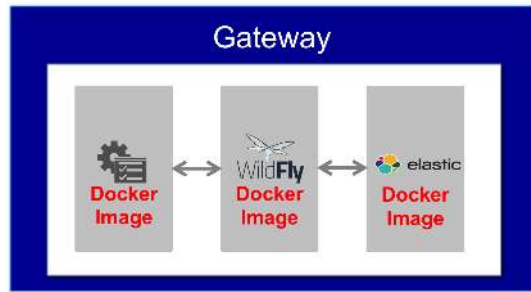 Gateway
Docker
Image
WildFly
Docker
Image
elastic
Docker
Image